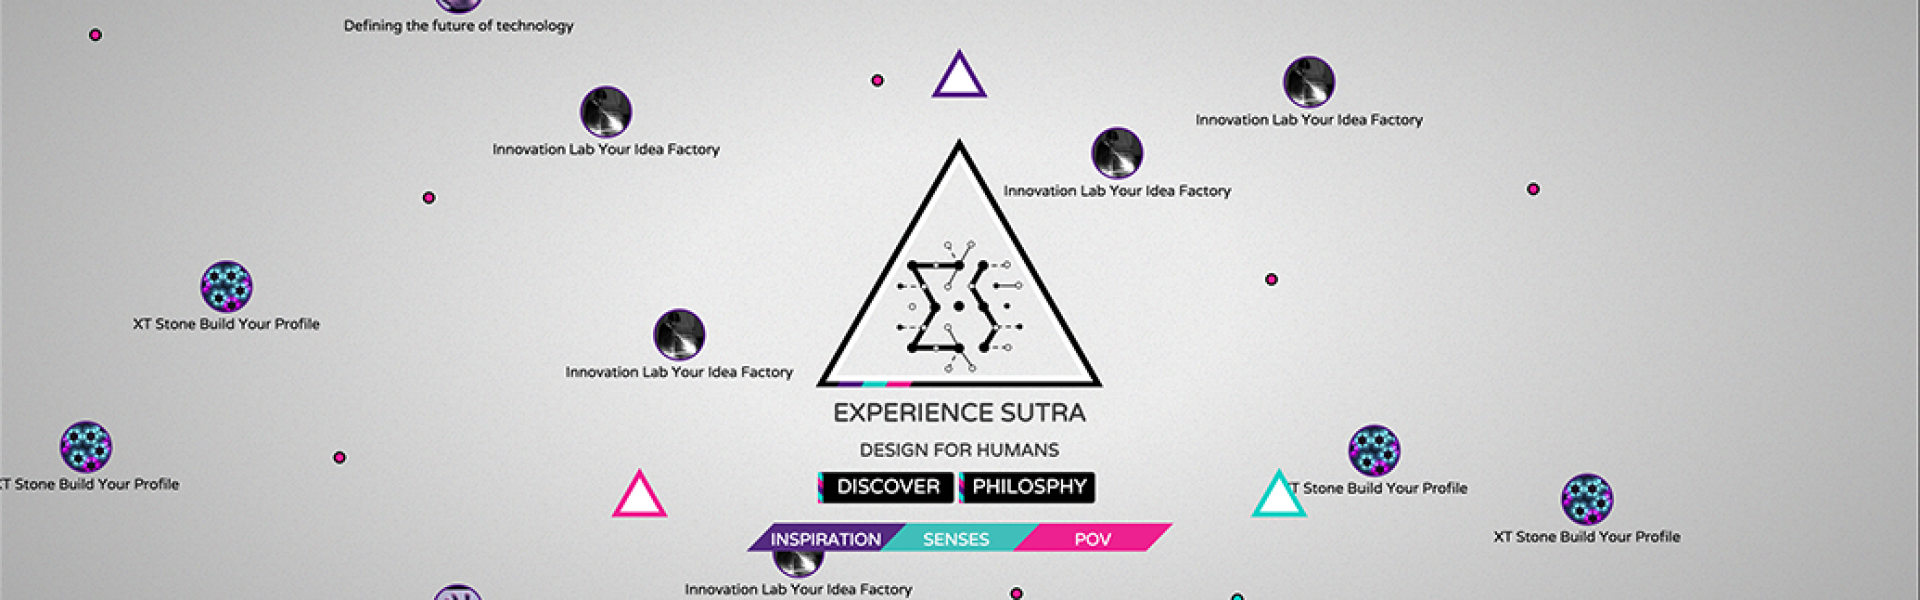 Defining the future of technology
Innovation Lab Your Idea Factory
Innovation Lab Your Idea Factory
Innovation Lab Your Idea Factory
XT Stone Build Your Profile
Innovation Lab Your Idea Factory
EXPERIENCE SUTRA
DESIGN FOR HUMANS
XT Stone Build Your Profile
DISCOVER
PHILOSPHY
T Stone Build Your Profile
XT Stone Build Your Profile
INSPIRATION SENSES POV
Innovation Lab Your Idea Factory